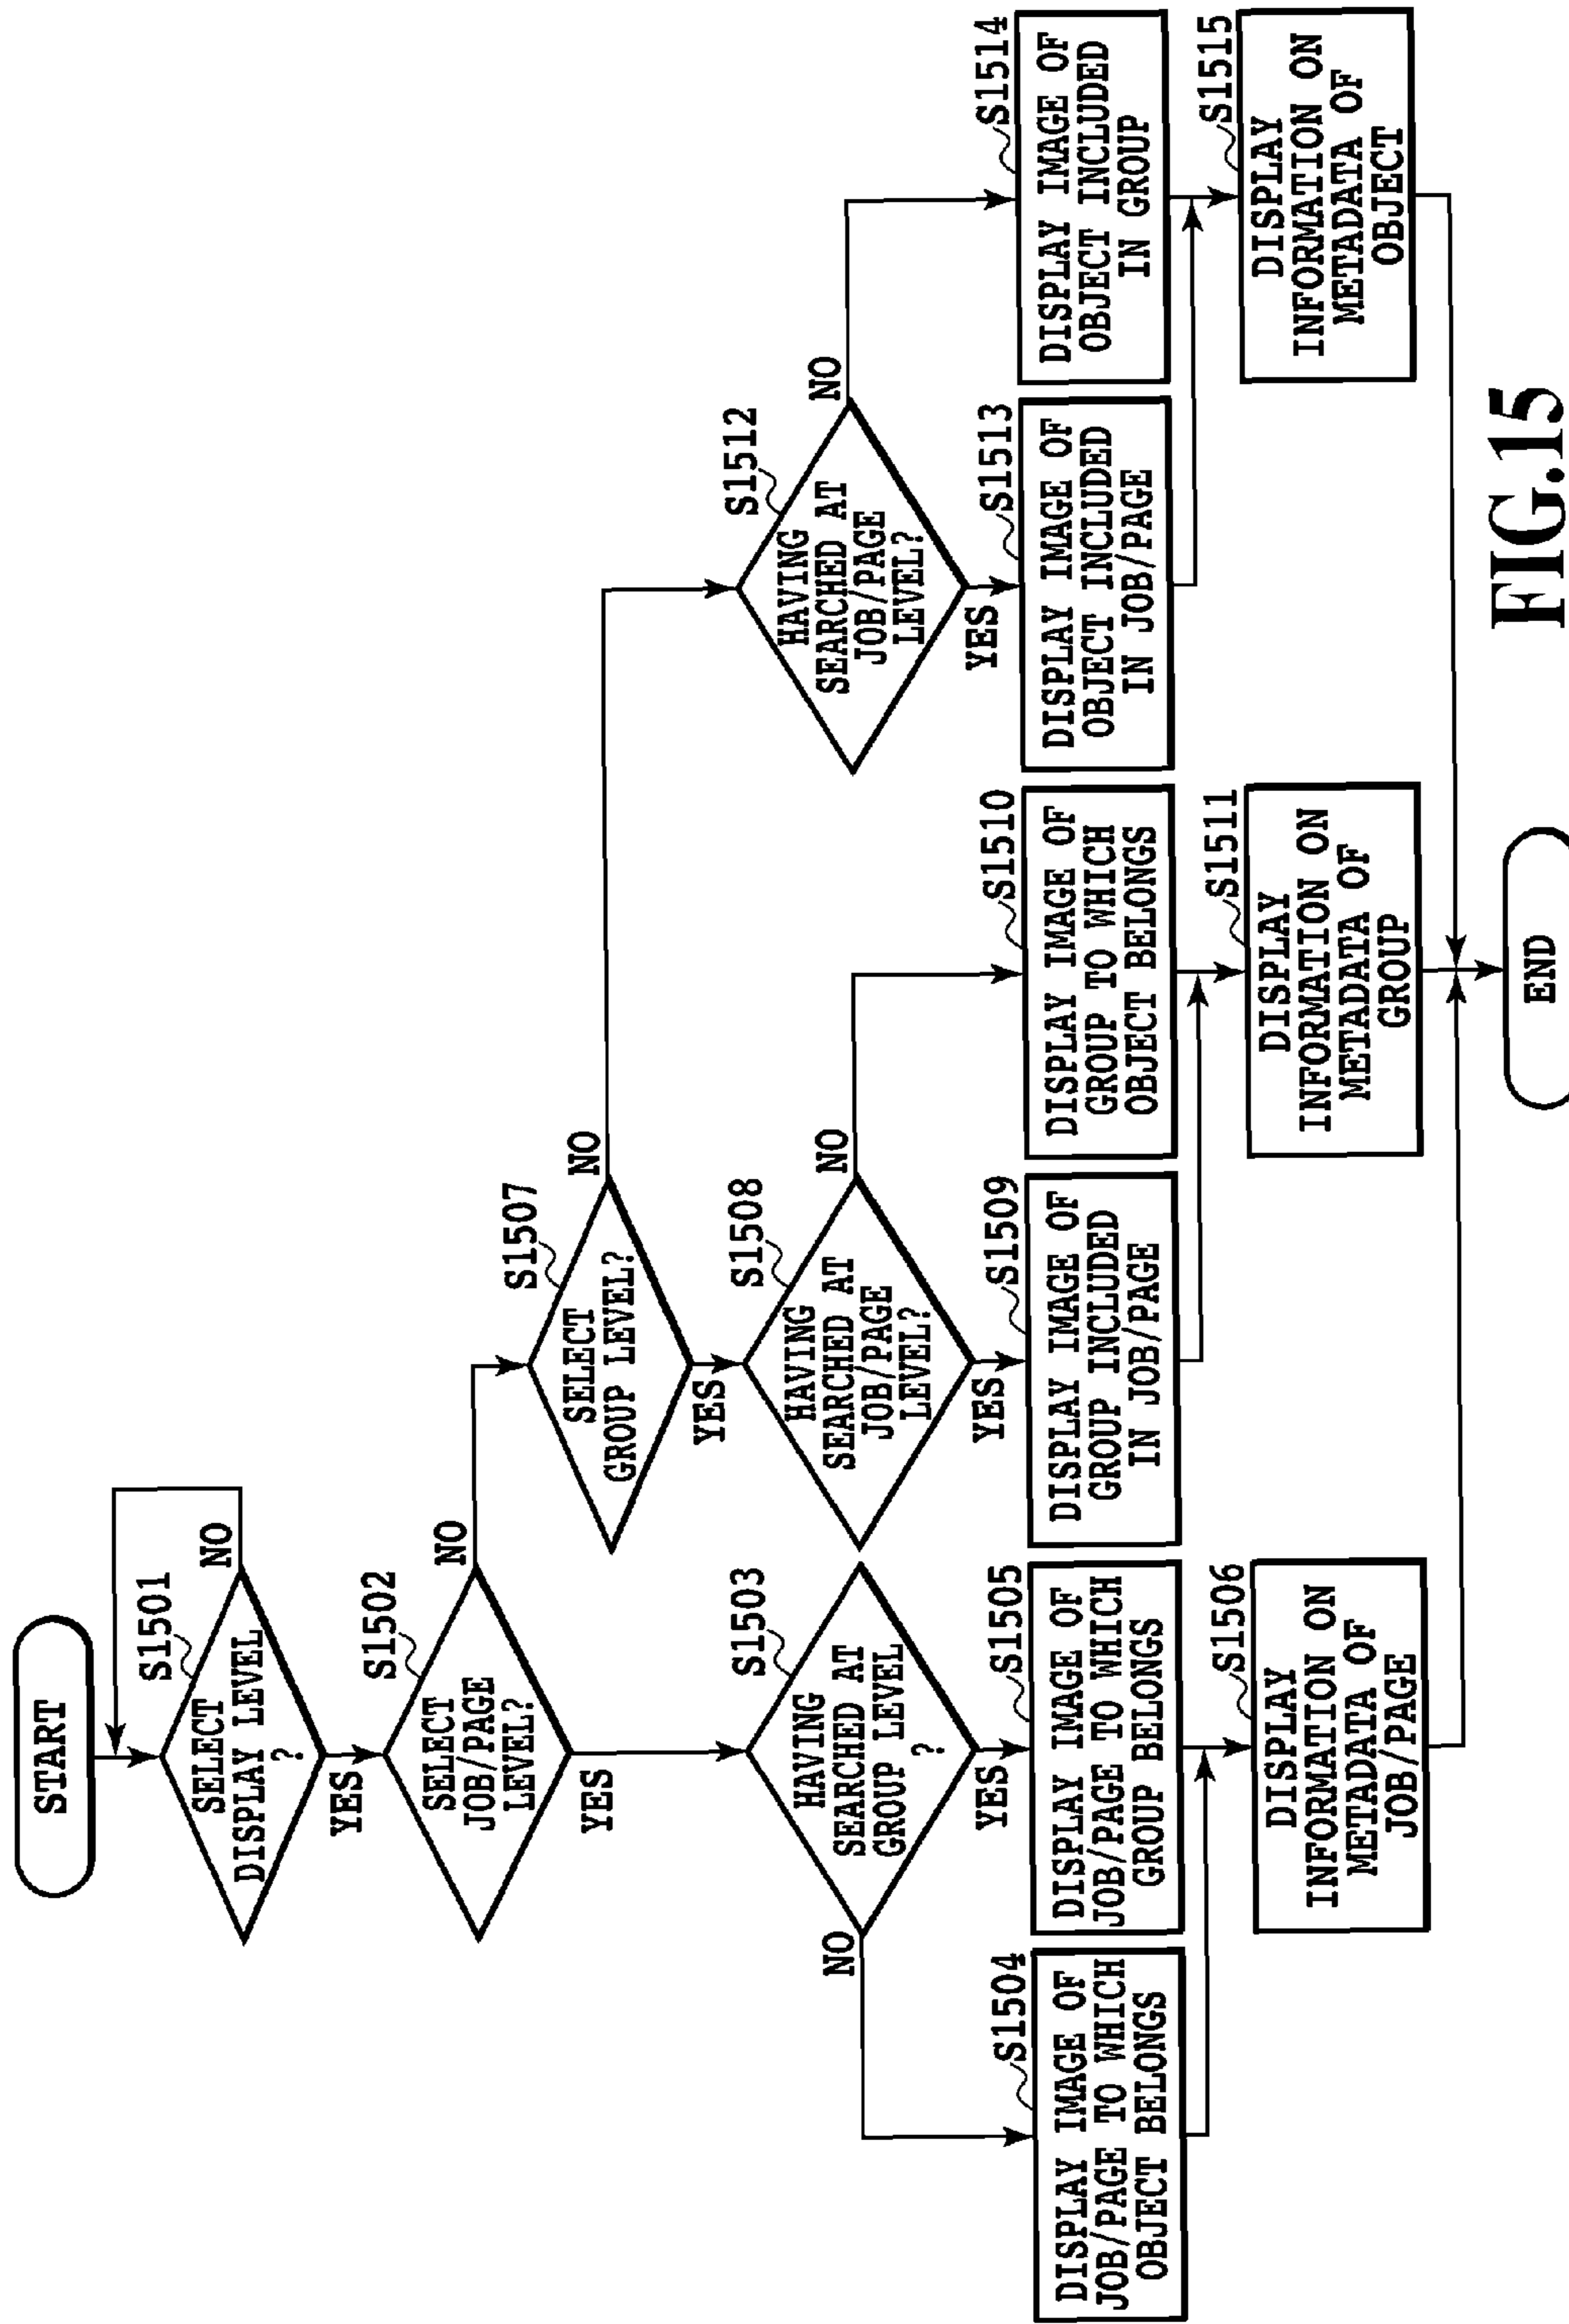 START
S1501
SELECT
DISPLAY LEVEL
?
NO
YES
S1502
SELECT
JOB/PAGE
LEVEL?
NO
YES
S1503
HAVING
SEARCHED AT
GROUP LEVEL
?
NO
YES
S1504
DISPLAY IMAGE OF
JOB/PAGE TO WHICH
OBJECT BELONGS
S1505
DISPLAY IMAGE OF
JOB/PAGE TO WHICH
GROUP BELONGS
S1506
DISPLAY
INFORMATION ON
METADATA OF
JOB/PAGE
S1507
SELECT
GROUP LEVEL?
NO
YES
S1508
HAVING
SEARCHED AT
JOB/PAGE
LEVEL?
NO
YES
S1509
DISPLAY IMAGE OF
GROUP INCLUDED
IN JOB/PAGE
S1510
DISPLAY IMAGE OF
GROUP TO WHICH
OBJECT BELONGS
S1511
DISPLAY
INFORMATION ON
METADATA OF
GROUP
S1512
HAVING
SEARCHED AT
JOB/PAGE
LEVEL?
NO
YES
S1513
DISPLAY IMAGE OF
OBJECT INCLUDED
IN JOB/PAGE
S1514
DISPLAY IMAGE OF
OBJECT INCLUDED
IN GROUP
S1515
DISPLAY
INFORMATION ON
METADATA OF
OBJECT
END
FIG.15